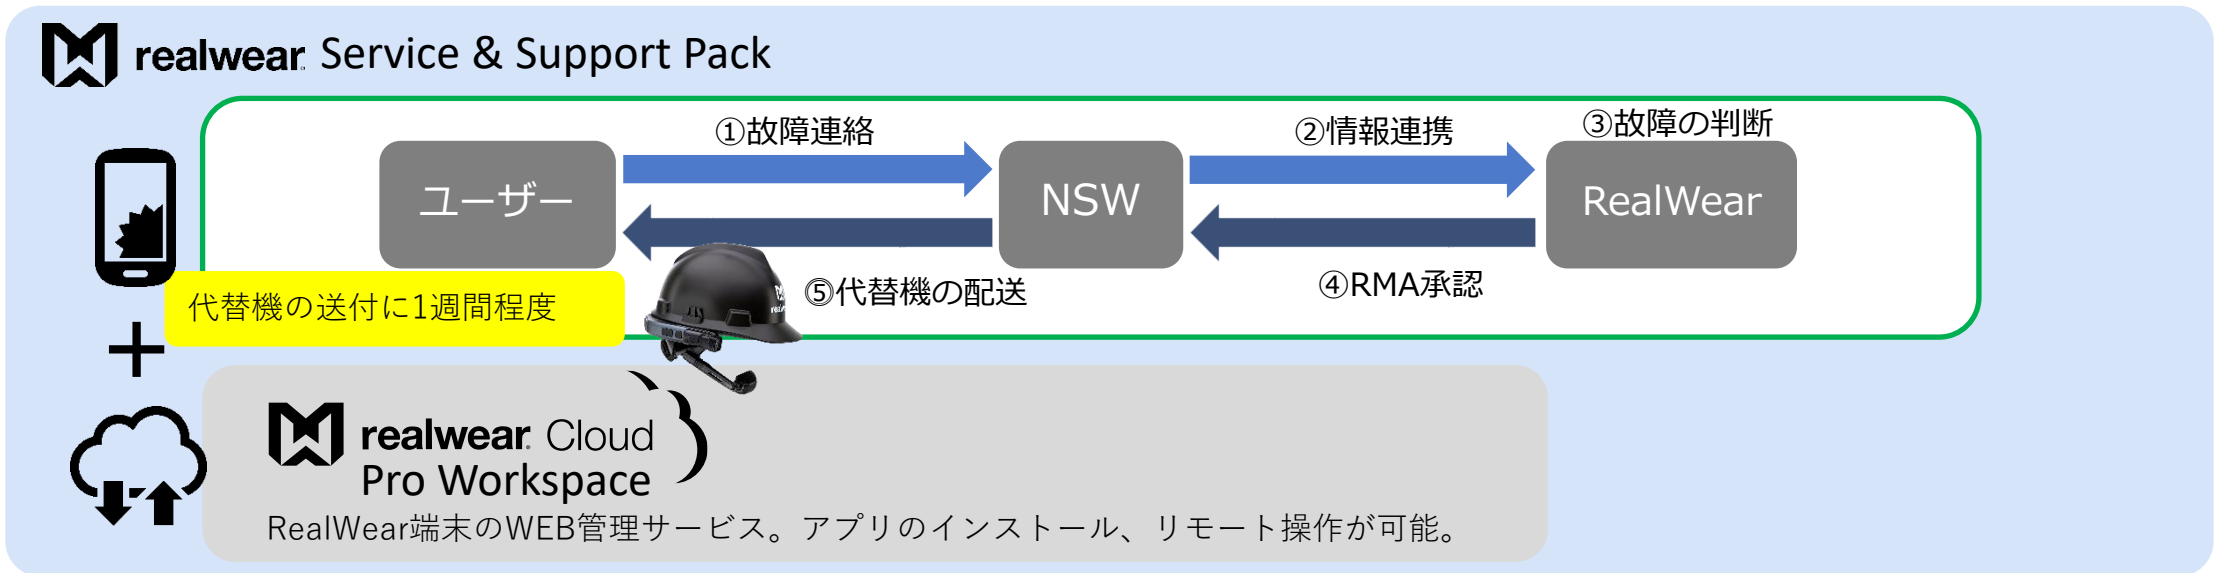 realwear Service & Support Pack
①故障連絡
②情報連携
③故障の判断
ユーザー
NSW
RealWear
④RMA承認
⑤代替機の配送
代替機の送付に1週間程度
realwear Cloud
Pro Workspace
RealWear端末のWEB管理サービス。アプリのインストール、リモート操作が可能。